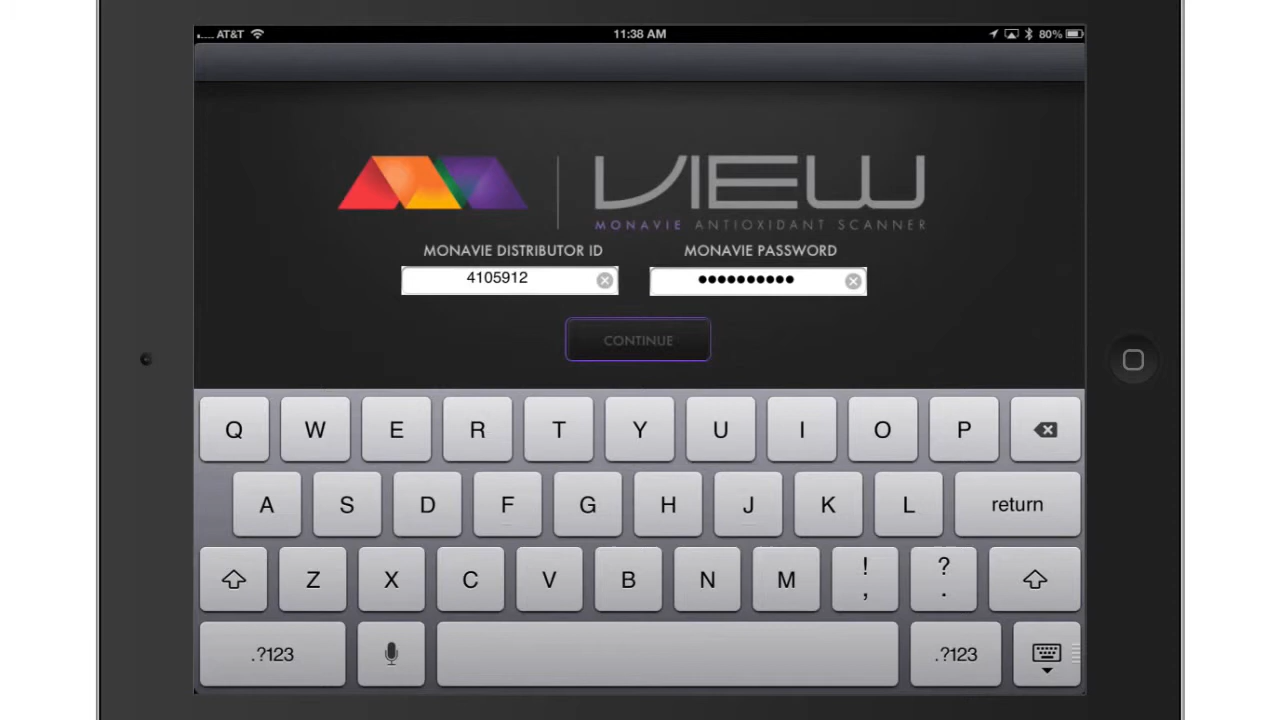 AT&T 11:38 AM 80%
VIEW
MONAVIE ANTIOXIDANT SCANNER
MONAVIE DISTRIBUTOR ID MONAVIE PASSWORD
4105912 ●●●●●●●●●●
CONTINUE
Q W E R T Y U I O P
A S D F G H J K L return
Z X C V B N M ! , ? .
.?123 .?123